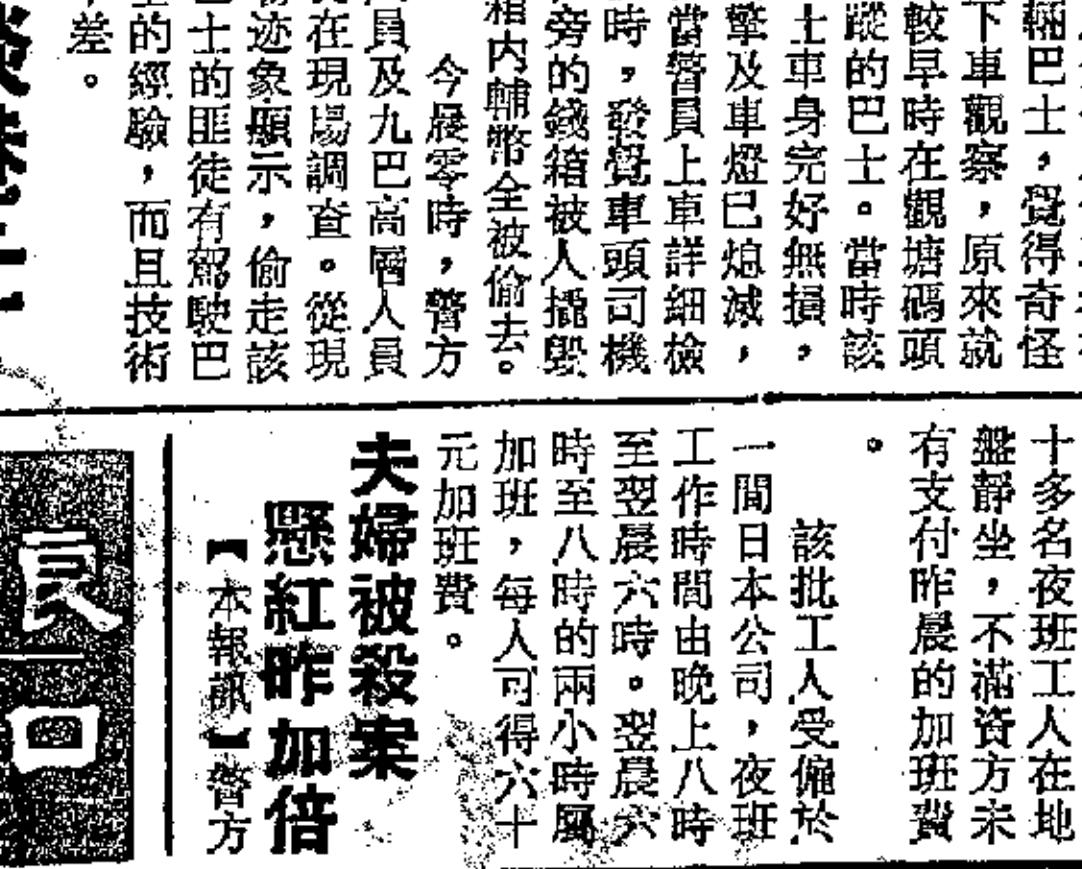 輛巴士，覺得奇怪
下車觀察，原來就
較早時在觀塘碼頭
蹤的巴士。當時該
士車身完好無損，
擎及車燈已熄滅，
當警員上車詳細檢
時，發覺車頭司機
旁的錢箱被人撬毀
箱內輔幣全被偷去。
今晨零時，警方
員及九巴高層人員
在現場調查。從現
迹象顯示，偷走該
士的匪徒有駕駛巴
的經驗，而且技術
差。
十多名夜班工人在地
盤靜坐，不滿資方未
有支付昨晨的加班費
。
該批工人受僱於
一間日本公司，夜班
工作時間由晚上八時
至翌晨六時。翌晨六
時至八時的兩小時屬
加班，每人可得六十
元加班費。
夫婦被殺案
懸紅昨加倍
【本報訊】警方